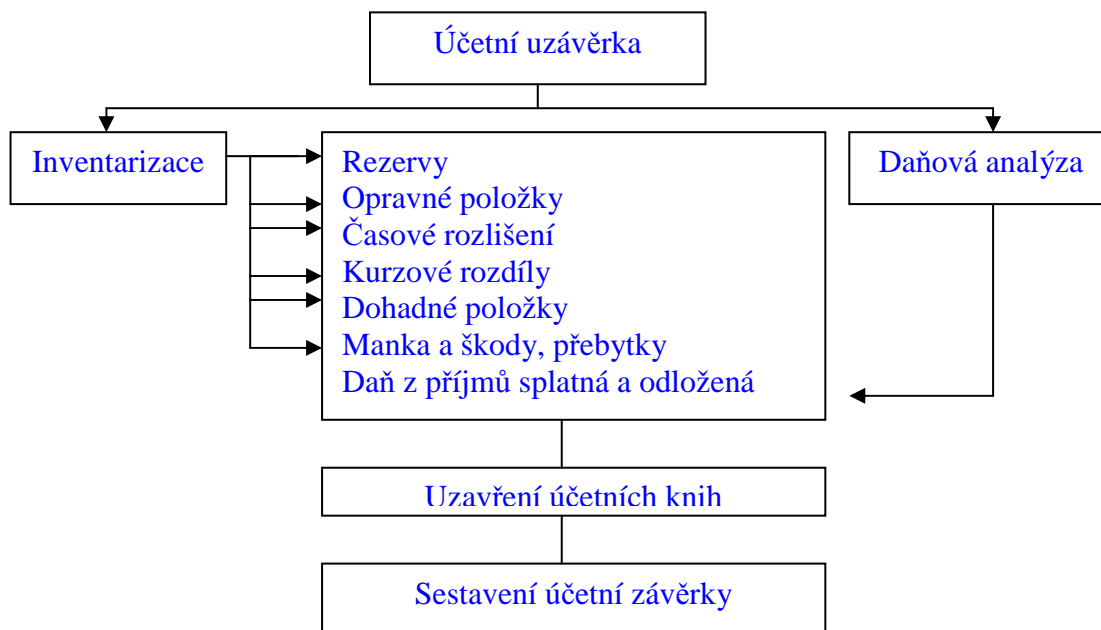 Účetní uzávěrka
Inventarizace
Rezervy
Opravné položky
Časové rozlišení
Kurzové rozdíly
Dohadné položky
Manka a škody, přebytky
Daň z příjmů splatná a odložená
Daňová analýza
Uzavření účetních knih
Sestavení účetní závěrky